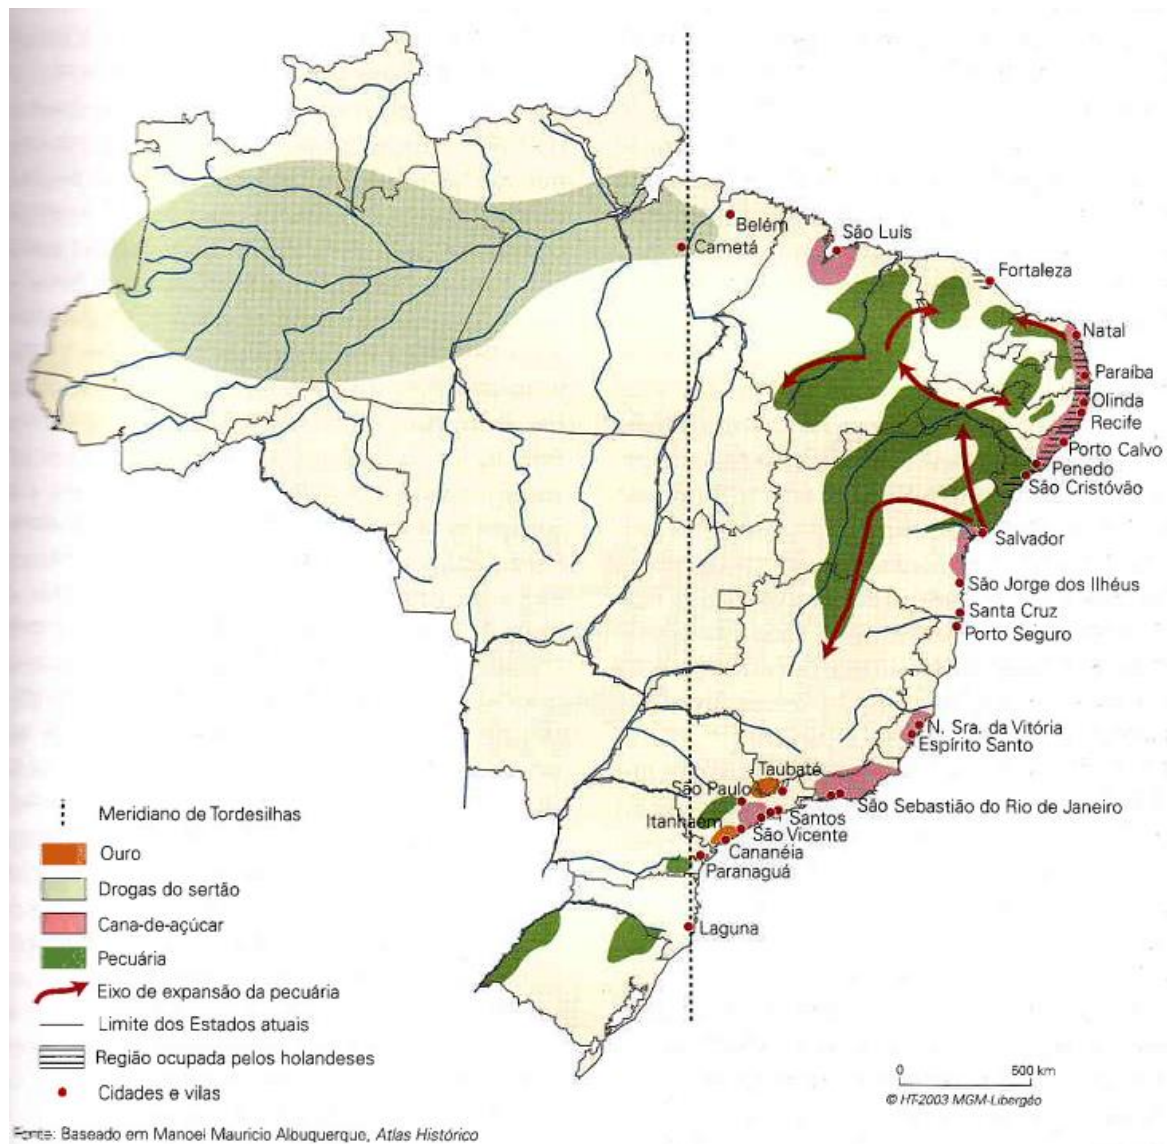 Belém
Cametá
São Luís
Fortaleza
Natal
Paraíba
Olinda
Recife
Porto Calvo
Penedo
São Cristóvão
Salvador
São Jorge dos Ilhéus
Santa Cruz
Porto Seguro
N. Sra. da Vitória
Espírito Santo
Taubaté
São Paulo
São Sebastião do Rio de Janeiro
Itanhaém
Santos
São Vicente
Cananéia
Paranaguá
Laguna
Meridiano de Tordesilhas
Ouro
Drogas do sertão
Cana-de-açúcar
Pecuária
Eixo de expansão da pecuária
Limite dos Estados atuais
Região ocupada pelos holandeses
Cidades e vilas
0 500 km
© HT-2003 MGM-Libergéo
Fonte: Baseado em Manoel Mauricio Albuquerque, Atlas Histórico